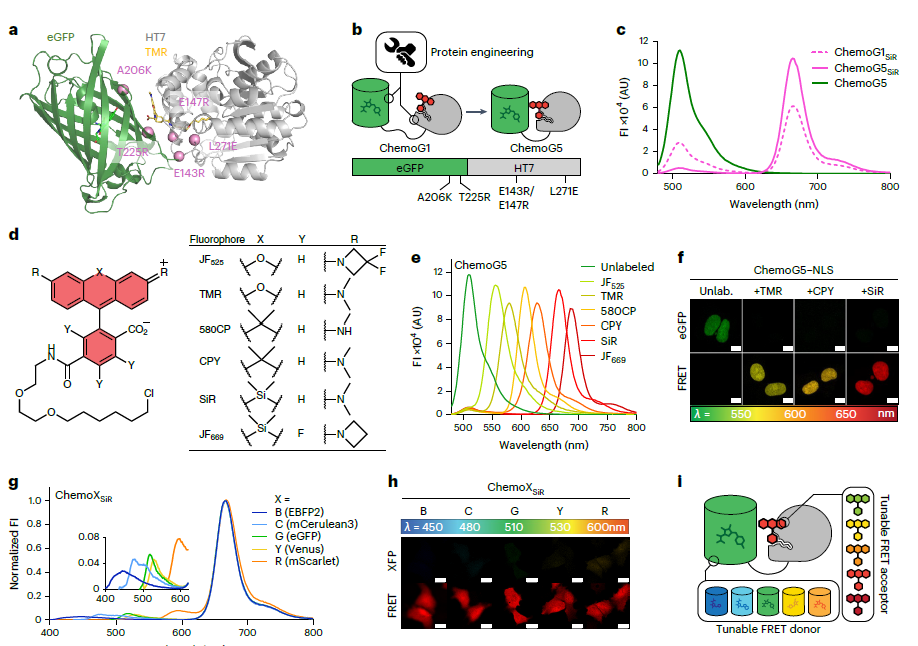 a
eGFP
HT7
TMR
A206K
E147R
T225R
L271E
E143R
b
Protein engineering
ChemoG1
ChemoG5
eGFP
HT7
A206K
T225R
E143R/
E147R
L271E
c
FI ×10⁴ (AU)
12
10
8
6
4
2
0
500
600
700
800
Wavelength (nm)
ChemoG1SiR
ChemoG5SiR
ChemoG5
d
R
X
R
+
Y
CO₂⁻
H
N
O
Y
Y
O
O
Cl
Fluorophore X Y R
JF525 O H N F F
TMR O H N
580CP H NH
CPY H N
SiR Si H N
JF669 Si F N
e
ChemoG5
FI ×10⁴ (AU)
12
10
8
6
4
2
0
500 550 600 650 700 750 800
Wavelength (nm)
Unlabeled
JF525
TMR
580CP
CPY
SiR
JF669
f
ChemoG5–NLS
Unlab. +TMR +CPY +SiR
eGFP
FRET
λ = 550 600 650 nm
g
ChemoXSiR
Normalized FI
1.0
0.8
0.6
0.4
0.2
0
400 500 600 700 800
0.08
0.04
0
400 500 600
X =
B (EBFP2)
C (mCerulean3)
G (eGFP)
Y (Venus)
R (mScarlet)
h
ChemoXSiR
B C G Y R
λ = 450 480 510 530 600nm
XFP
FRET
i
Tunable FRET acceptor
Tunable FRET donor